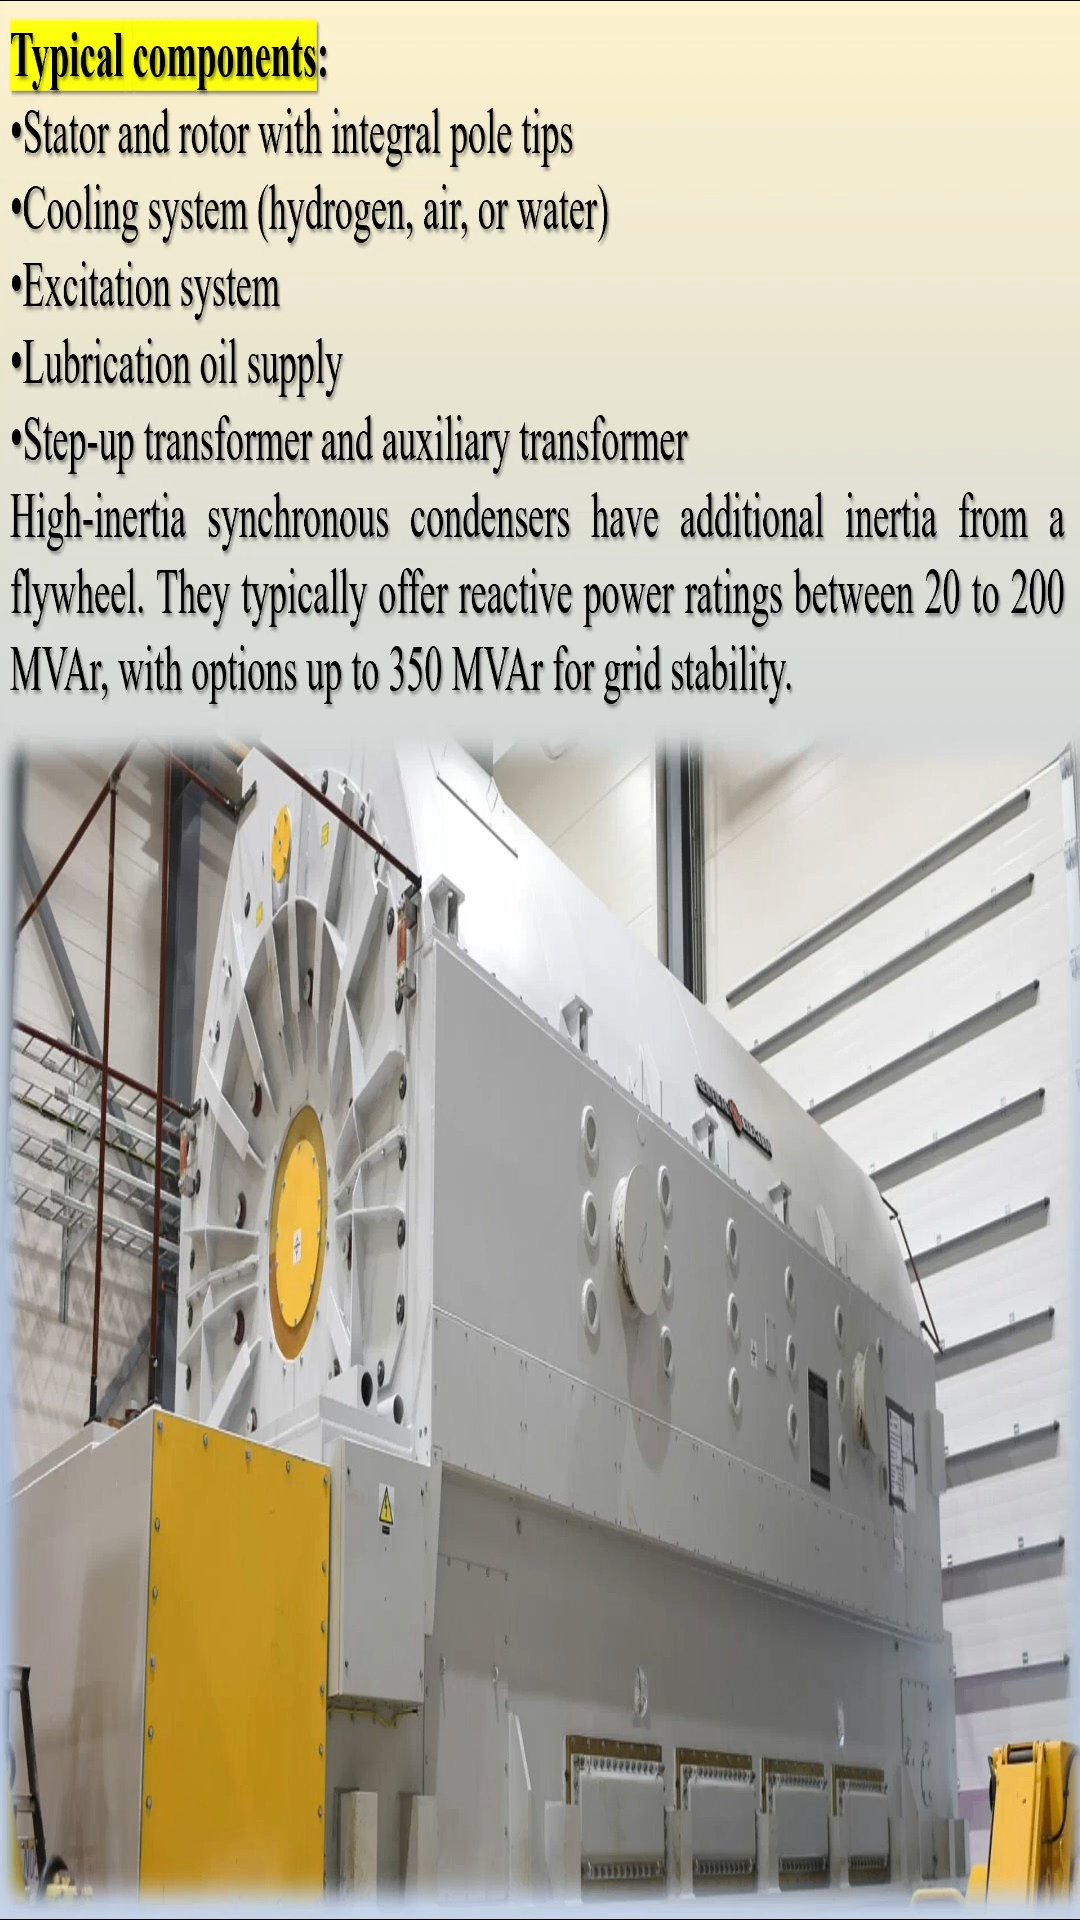 Typical components:
•Stator and rotor with integral pole tips
•Cooling system (hydrogen, air, or water)
•Excitation system
•Lubrication oil supply
•Step-up transformer and auxiliary transformer
High-inertia synchronous condensers have additional inertia from a
flywheel. They typically offer reactive power ratings between 20 to 200
MVAr, with options up to 350 MVAr for grid stability.